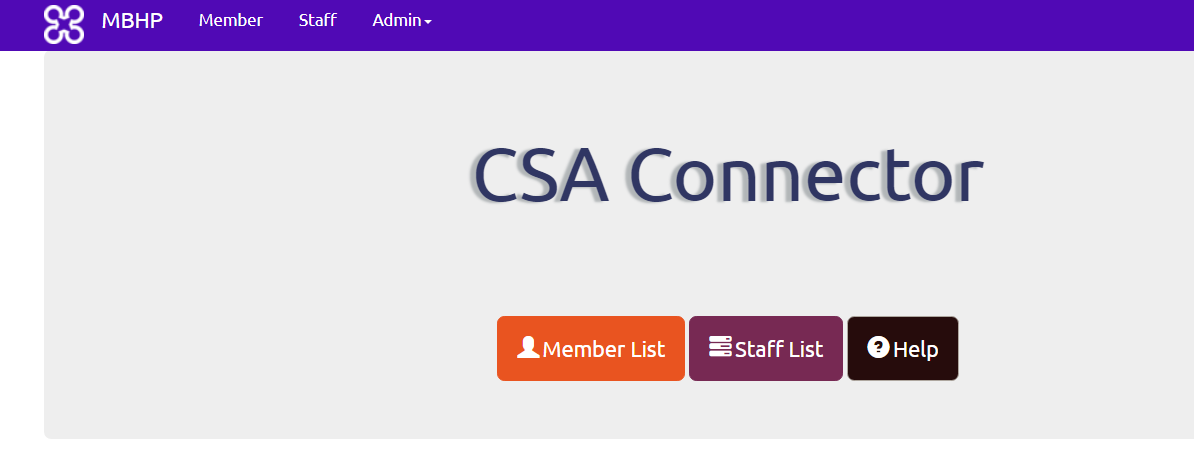 MBHP Member Staff Admin
CSA Connector
Member List Staff List Help